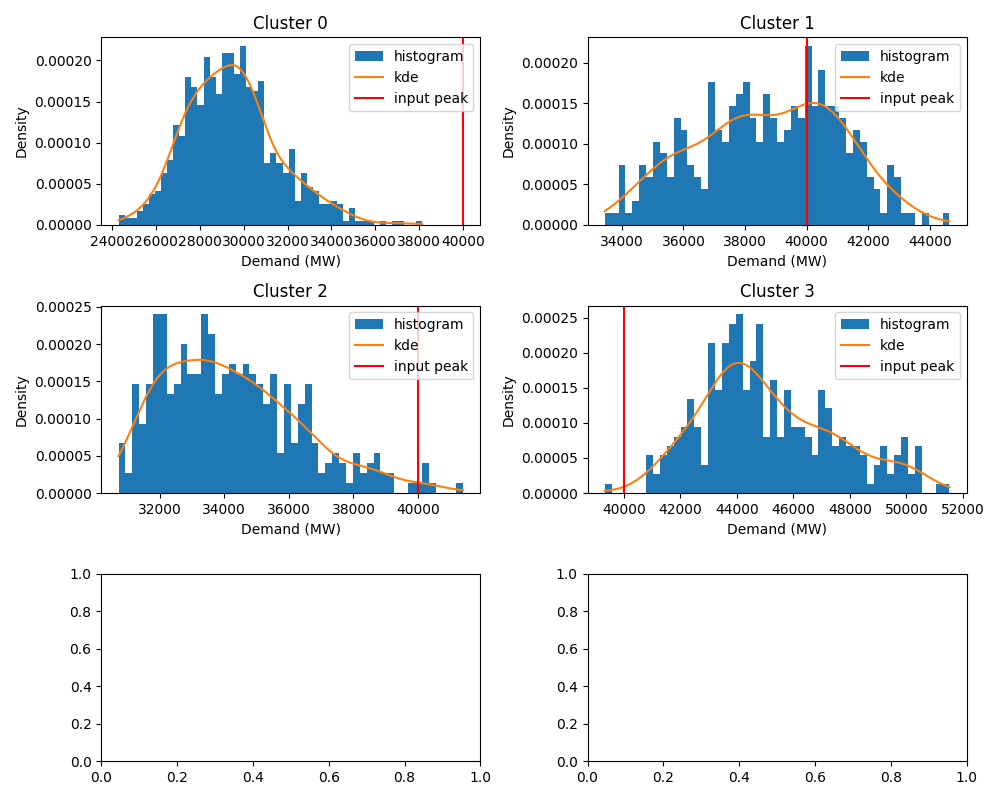 Cluster 0
0.00020
0.00015
0.00010
0.00005
0.00000
Density
histogram
kde
input peak
24000 26000 28000 30000 32000 34000 36000 38000 40000
Demand (MW)
Cluster 1
0.00020
0.00015
0.00010
0.00005
0.00000
Density
histogram
kde
input peak
34000 36000 38000 40000 42000 44000
Demand (MW)
Cluster 2
0.00025
0.00020
0.00015
0.00010
0.00005
0.00000
Density
histogram
kde
input peak
32000 34000 36000 38000 40000
Demand (MW)
Cluster 3
0.00025
0.00020
0.00015
0.00010
0.00005
0.00000
Density
histogram
kde
input peak
40000 42000 44000 46000 48000 50000 52000
Demand (MW)
1.0
0.8
0.6
0.4
0.2
0.0
0.0 0.2 0.4 0.6 0.8 1.0
1.0
0.8
0.6
0.4
0.2
0.0
0.0 0.2 0.4 0.6 0.8 1.0